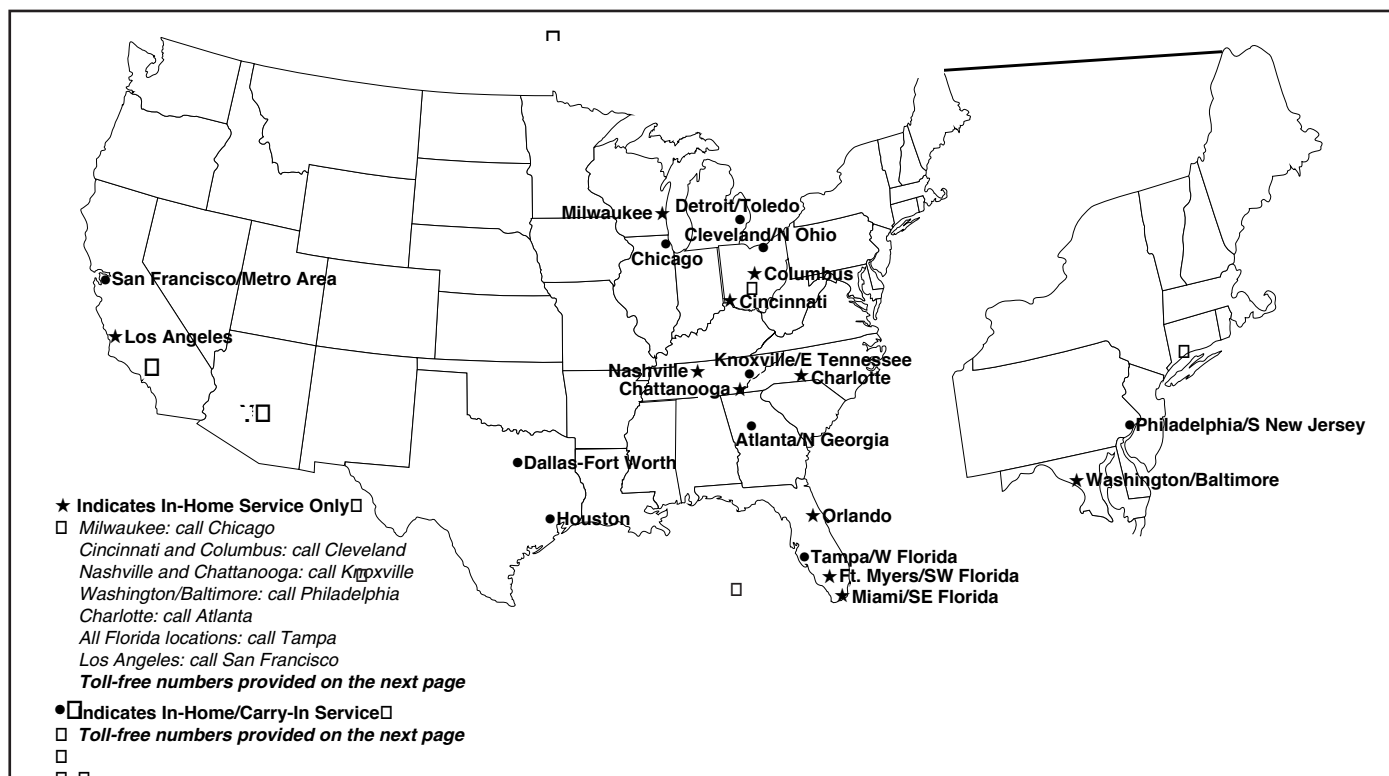 Milwaukee
Detroit/Toledo
Cleveland/N Ohio
Chicago
Columbus
San Francisco/Metro Area
Cincinnati
Los Angeles
Knoxville/E Tennessee
Nashville
Charlotte
Chattanooga
Philadelphia/S New Jersey
Atlanta/N Georgia
Dallas-Fort Worth
Washington/Baltimore
Orlando
Houston
Tampa/W Florida
Ft. Myers/SW Florida
Miami/SE Florida
★ Indicates In-Home Service Only
Milwaukee: call Chicago
Cincinnati and Columbus: call Cleveland
Nashville and Chattanooga: call Knoxville
Washington/Baltimore: call Philadelphia
Charlotte: call Atlanta
All Florida locations: call Tampa
Los Angeles: call San Francisco
Toll-free numbers provided on the next page
● Indicates In-Home/Carry-In Service
Toll-free numbers provided on the next page